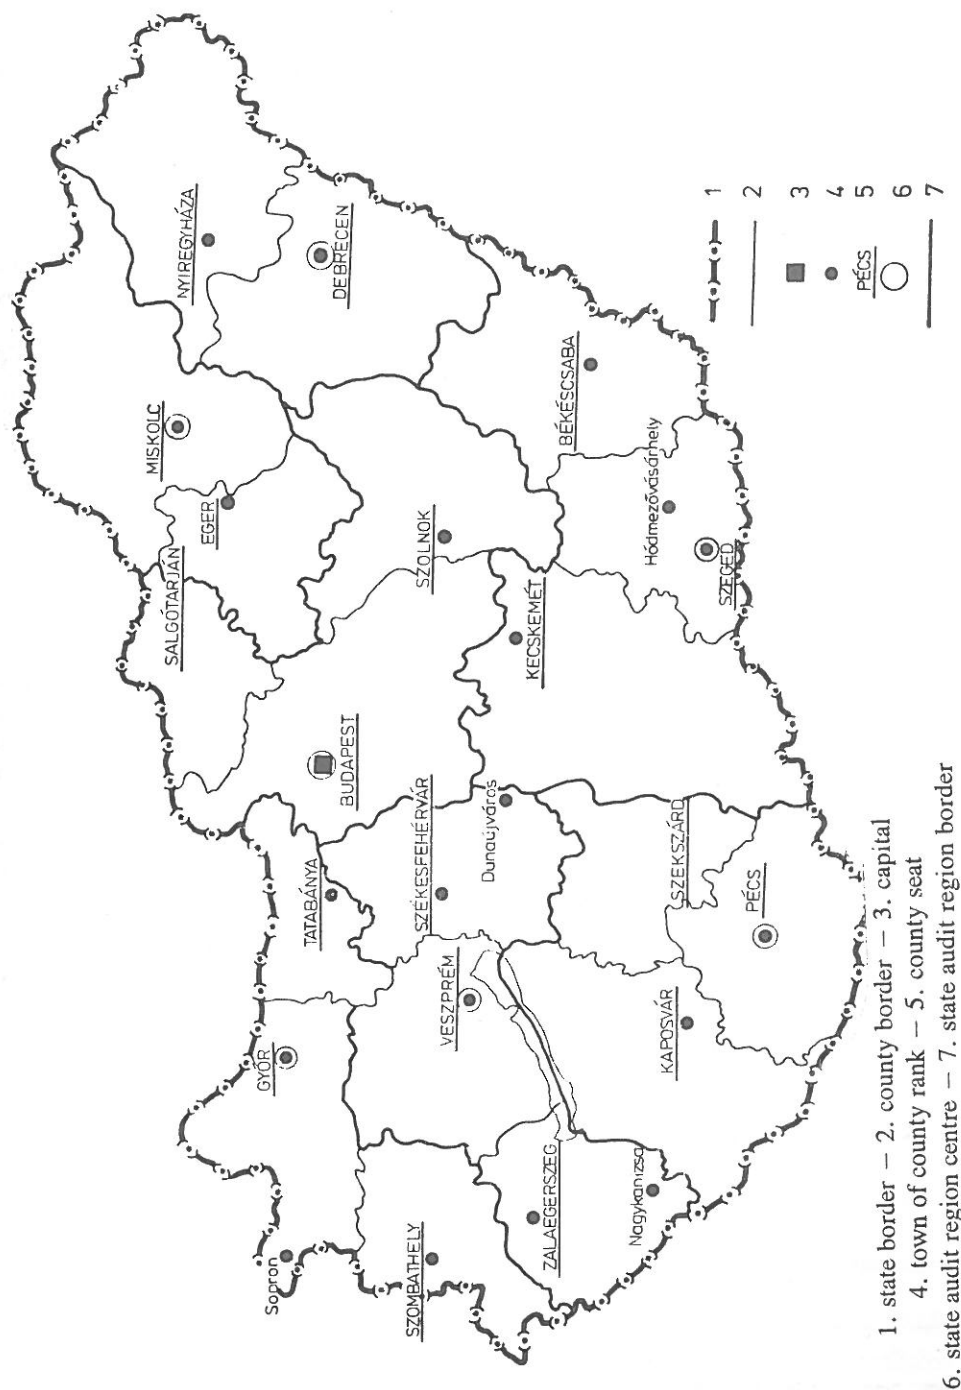 NYIREGYHÁZA
DEBRECEN
MISKOLC
EGER
SALGÓTARJÁN
SZOLNOK
BÉKÉSCSABA
Hódmezővásárhely
SZEGED
KECSKEMÉT
BUDAPEST
TATABÁNYA
SZÉKESFEHÉRVÁR
Dunaújváros
SZEKSZÁRD
PÉCS
GYŐR
VESZPRÉM
KAPOSVÁR
Sopron
SZOMBATHELY
ZALAEGERSZEG
Nagykanizsa
1
2
3
4
PÉCS 5
6
7
1. state border – 2. county border – 3. capital
4. town of county rank – 5. county seat
6. state audit region centre – 7. state audit region border